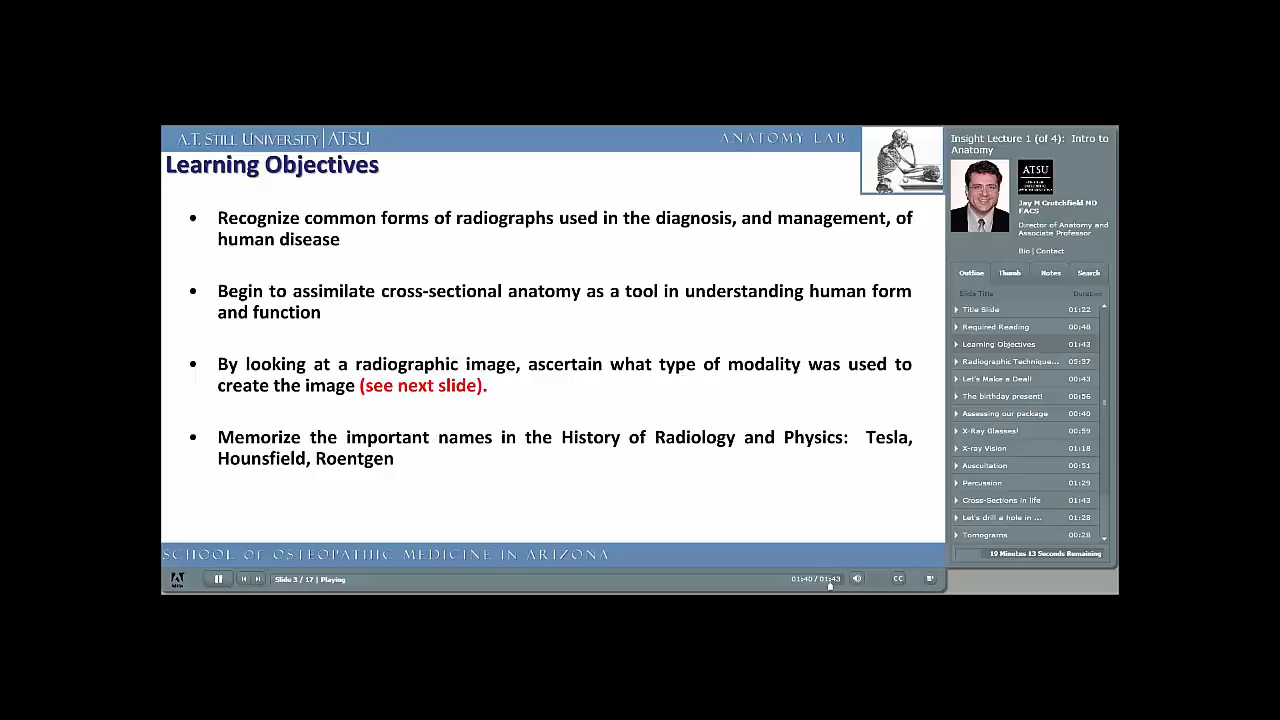 A.T. STILL UNIVERSITY | ATSU
ANATOMY LAB
Learning Objectives
• Recognize common forms of radiographs used in the diagnosis, and management, of
human disease
• Begin to assimilate cross-sectional anatomy as a tool in understanding human form
and function
• By looking at a radiographic image, ascertain what type of modality was used to
create the image (see next slide).
• Memorize the important names in the History of Radiology and Physics: Tesla,
Hounsfield, Roentgen
SCHOOL OF OSTEOPATHIC MEDICINE IN ARIZONA
Slide 3 / 17 | Playing
01:40 / 01:43
CC
Insight Lecture 1 (of 4): Intro to
Anatomy
ATSU
Jay M Crutchfield MD
FACS
Director of Anatomy and
Associate Professor
Bio | Contact
Outline Thumb Notes Search
Slide Title Duration
Title Slide 01:22
Required Reading 00:48
Learning Objectives 01:43
Radiographic Technique... 05:37
Let's Make a Deal! 00:43
The birthday present! 00:56
Assessing our package 00:40
X-Ray Glasses! 00:59
X-ray Vision 01:18
Auscultation 00:51
Percussion 01:29
Cross-Sections in life 01:43
Let's drill a hole in ... 01:28
Tomograms 00:28
19 Minutes 13 Seconds Remaining